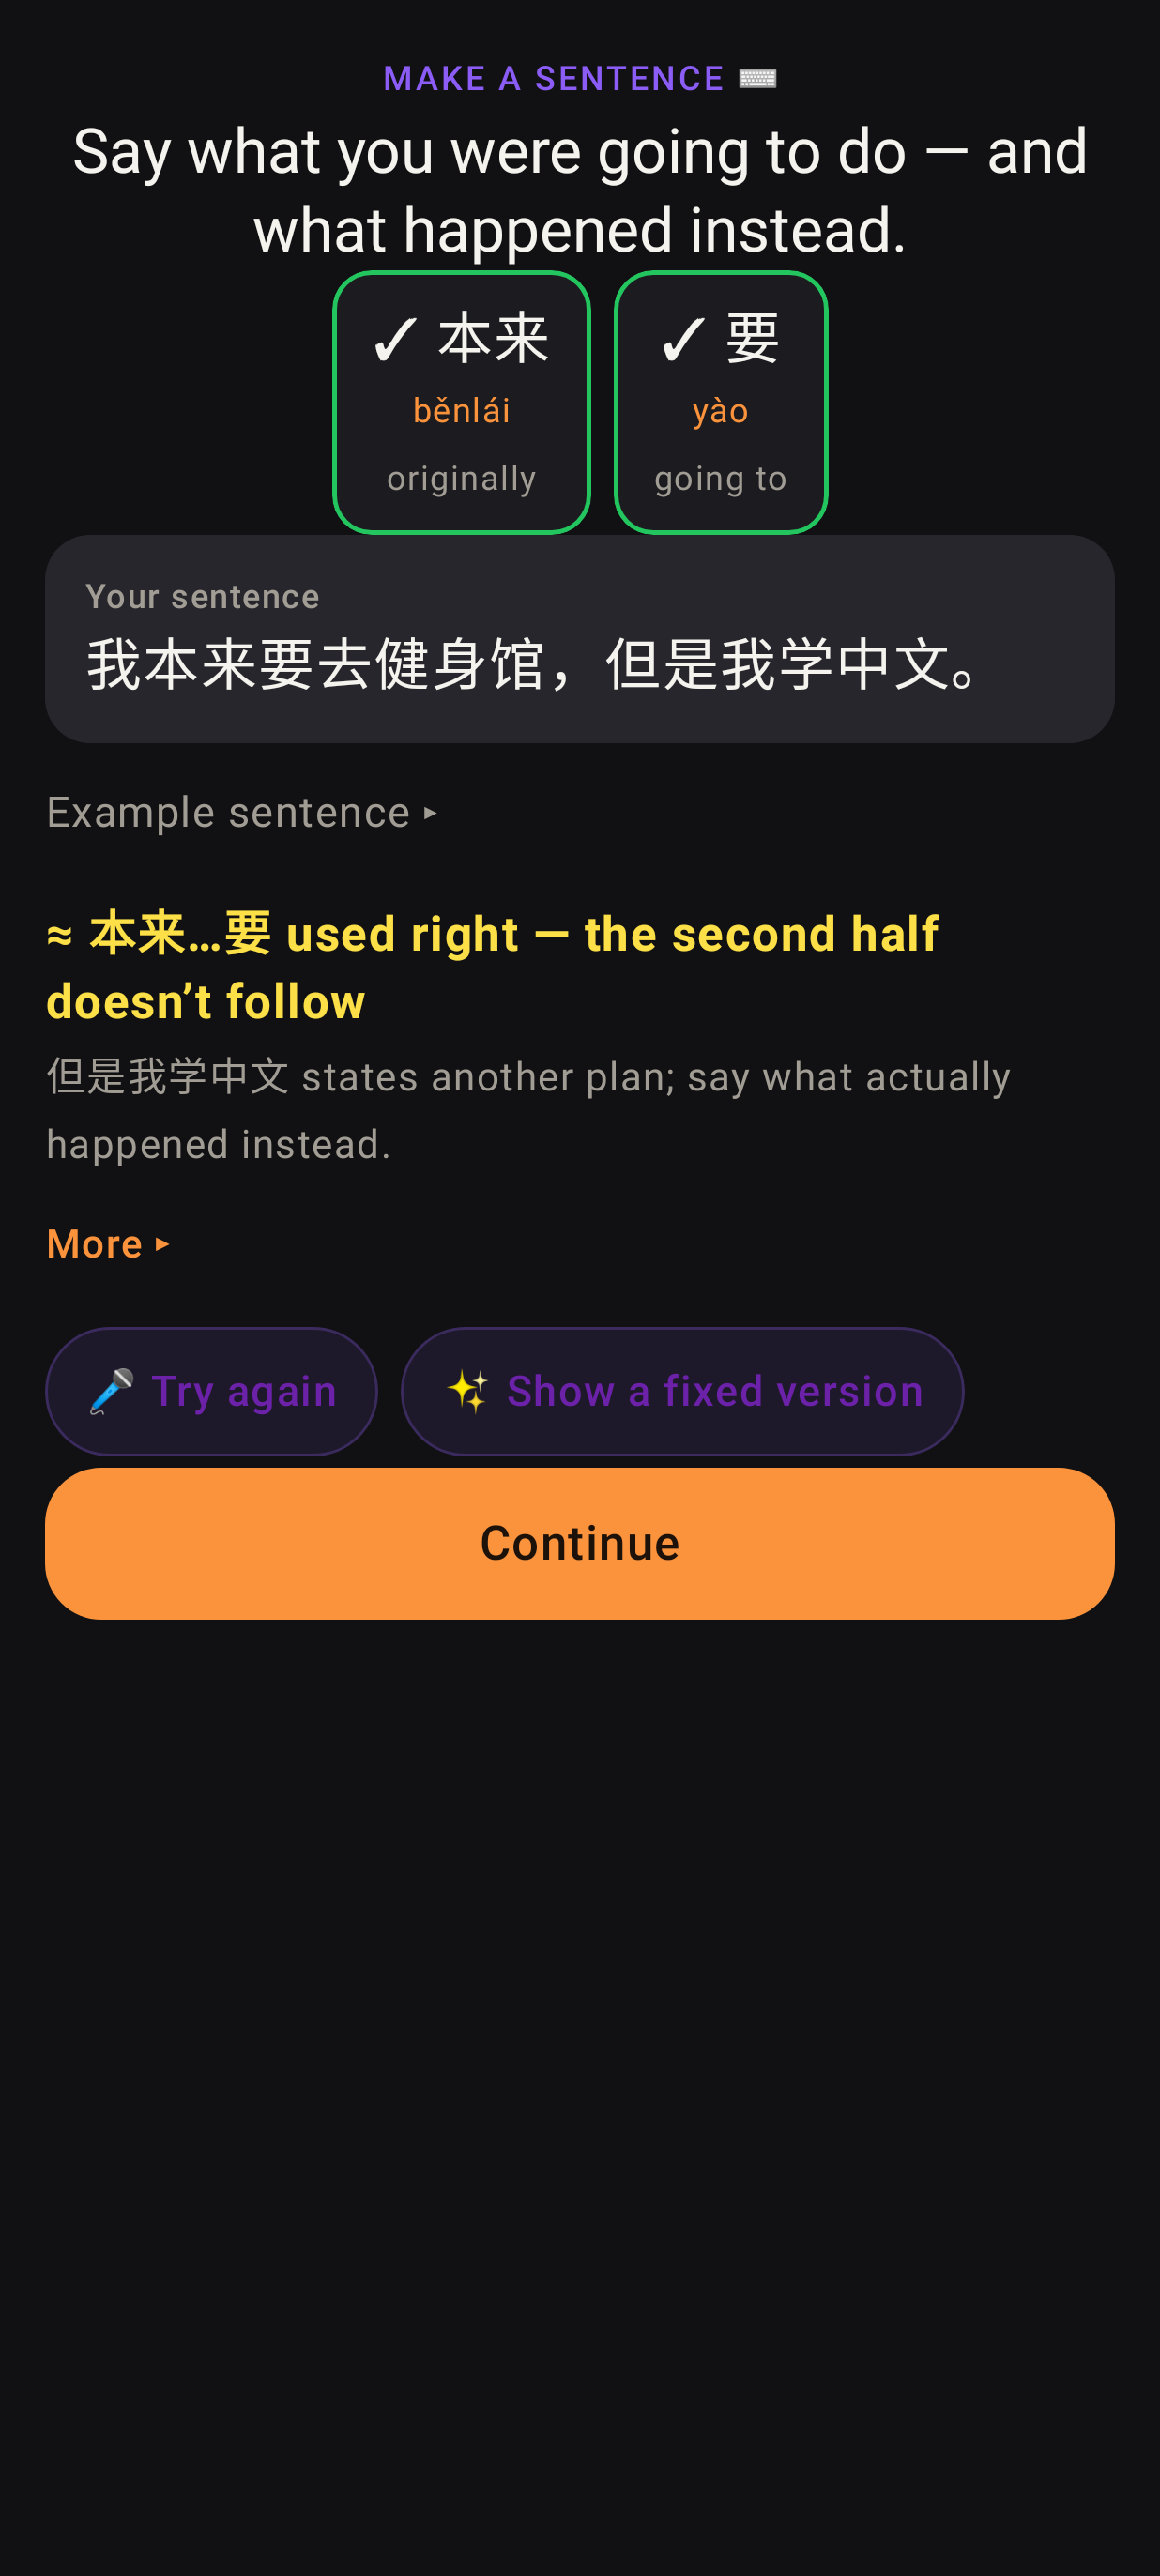 MAKE A SENTENCE ⌨
Say what you were going to do — and
what happened instead.
✓ 本来
běnlái
originally
✓ 要
yào
going to
Your sentence
我本来要去健身馆，但是我学中文。
Example sentence ▸
≈ 本来…要 used right — the second half
doesn’t follow
但是我学中文 states another plan; say what actually
happened instead.
More ▸
🎤 Try again
✨ Show a fixed version
Continue